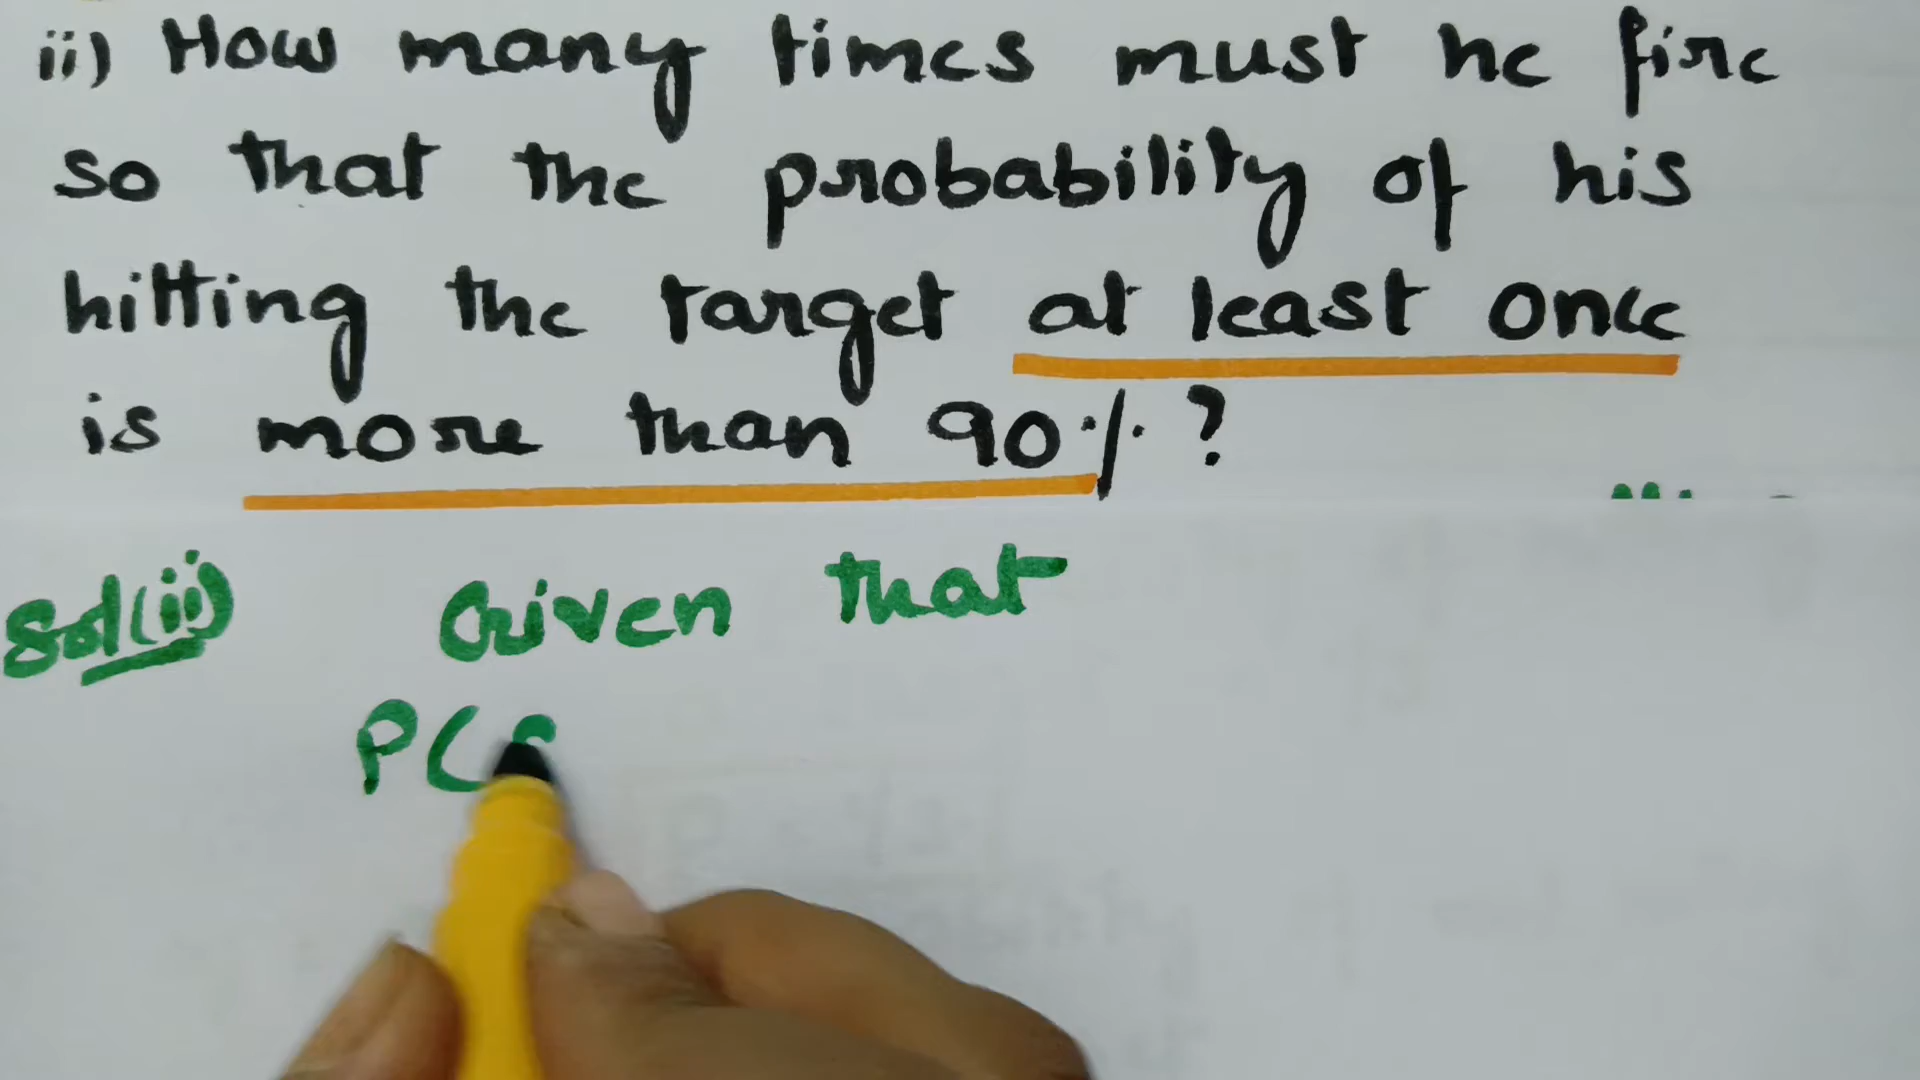 ii) How many times must he fire
so that the probability of his
hitting the target at least once
is more than 90% ?
Sol(ii) Given that
P(